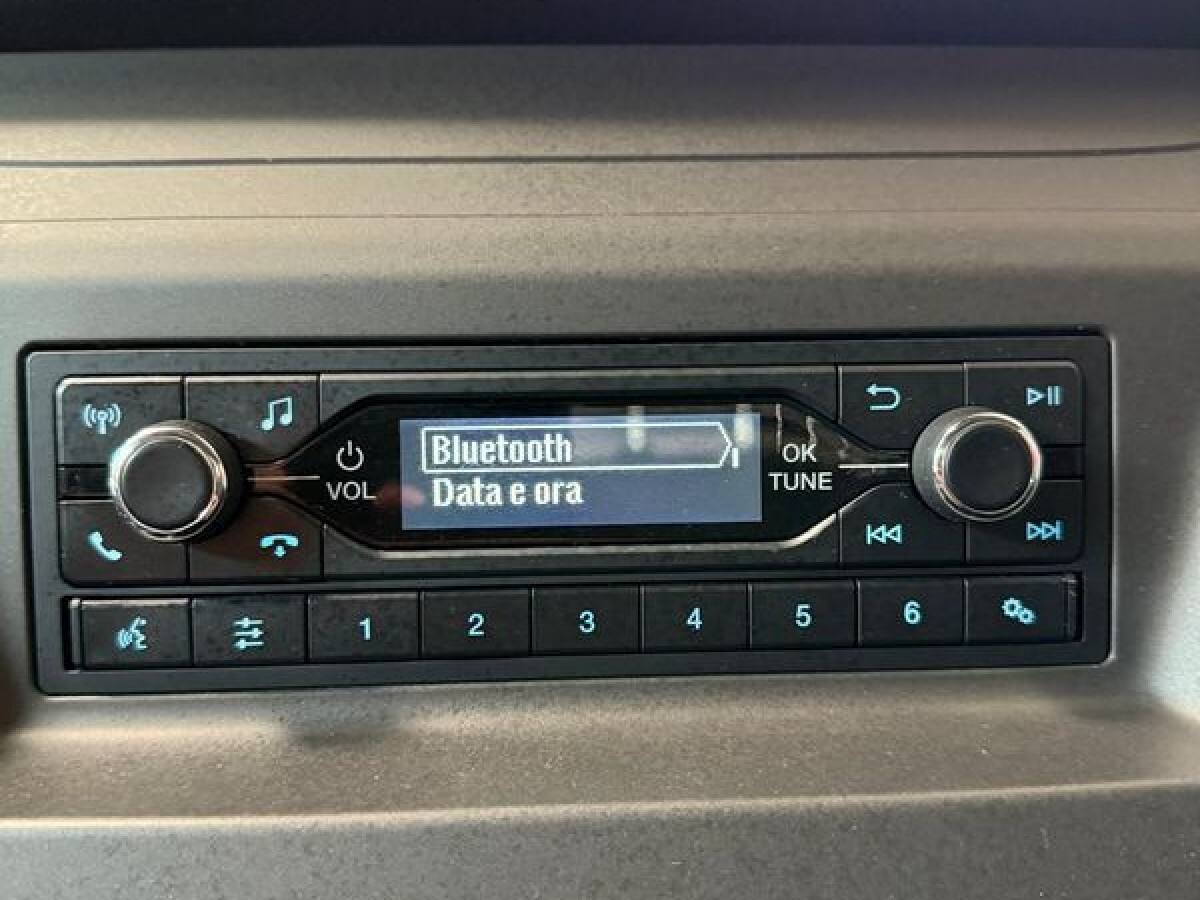 Bluetooth
Data e ora
VOL
OK
TUNE
1 2 3 4 5 6